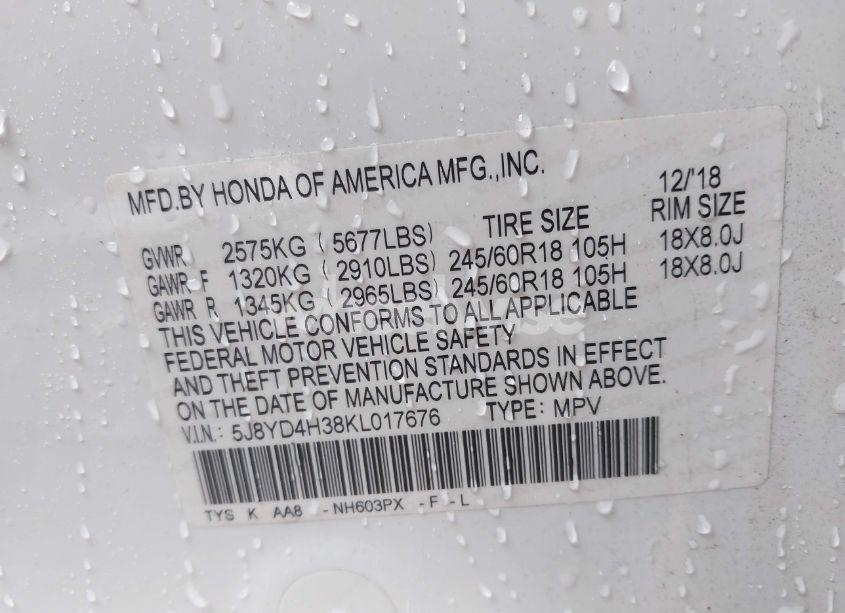 MFD.BY HONDA OF AMERICA MFG.,INC. 12/'18
TIRE SIZE RIM SIZE
GVWR 2575KG ( 5677LBS)
GAWR F 1320KG ( 2910LBS) 245/60R18 105H 18X8.0J
GAWR R 1345KG ( 2965LBS) 245/60R18 105H 18X8.0J
THIS VEHICLE CONFORMS TO ALL APPLICABLE
FEDERAL MOTOR VEHICLE SAFETY
AND THEFT PREVENTION STANDARDS IN EFFECT
ON THE DATE OF MANUFACTURE SHOWN ABOVE.
V.I.N.: 5J8YD4H38KL017676 TYPE: MPV
TYS K AA8 -NH603PX -F-L